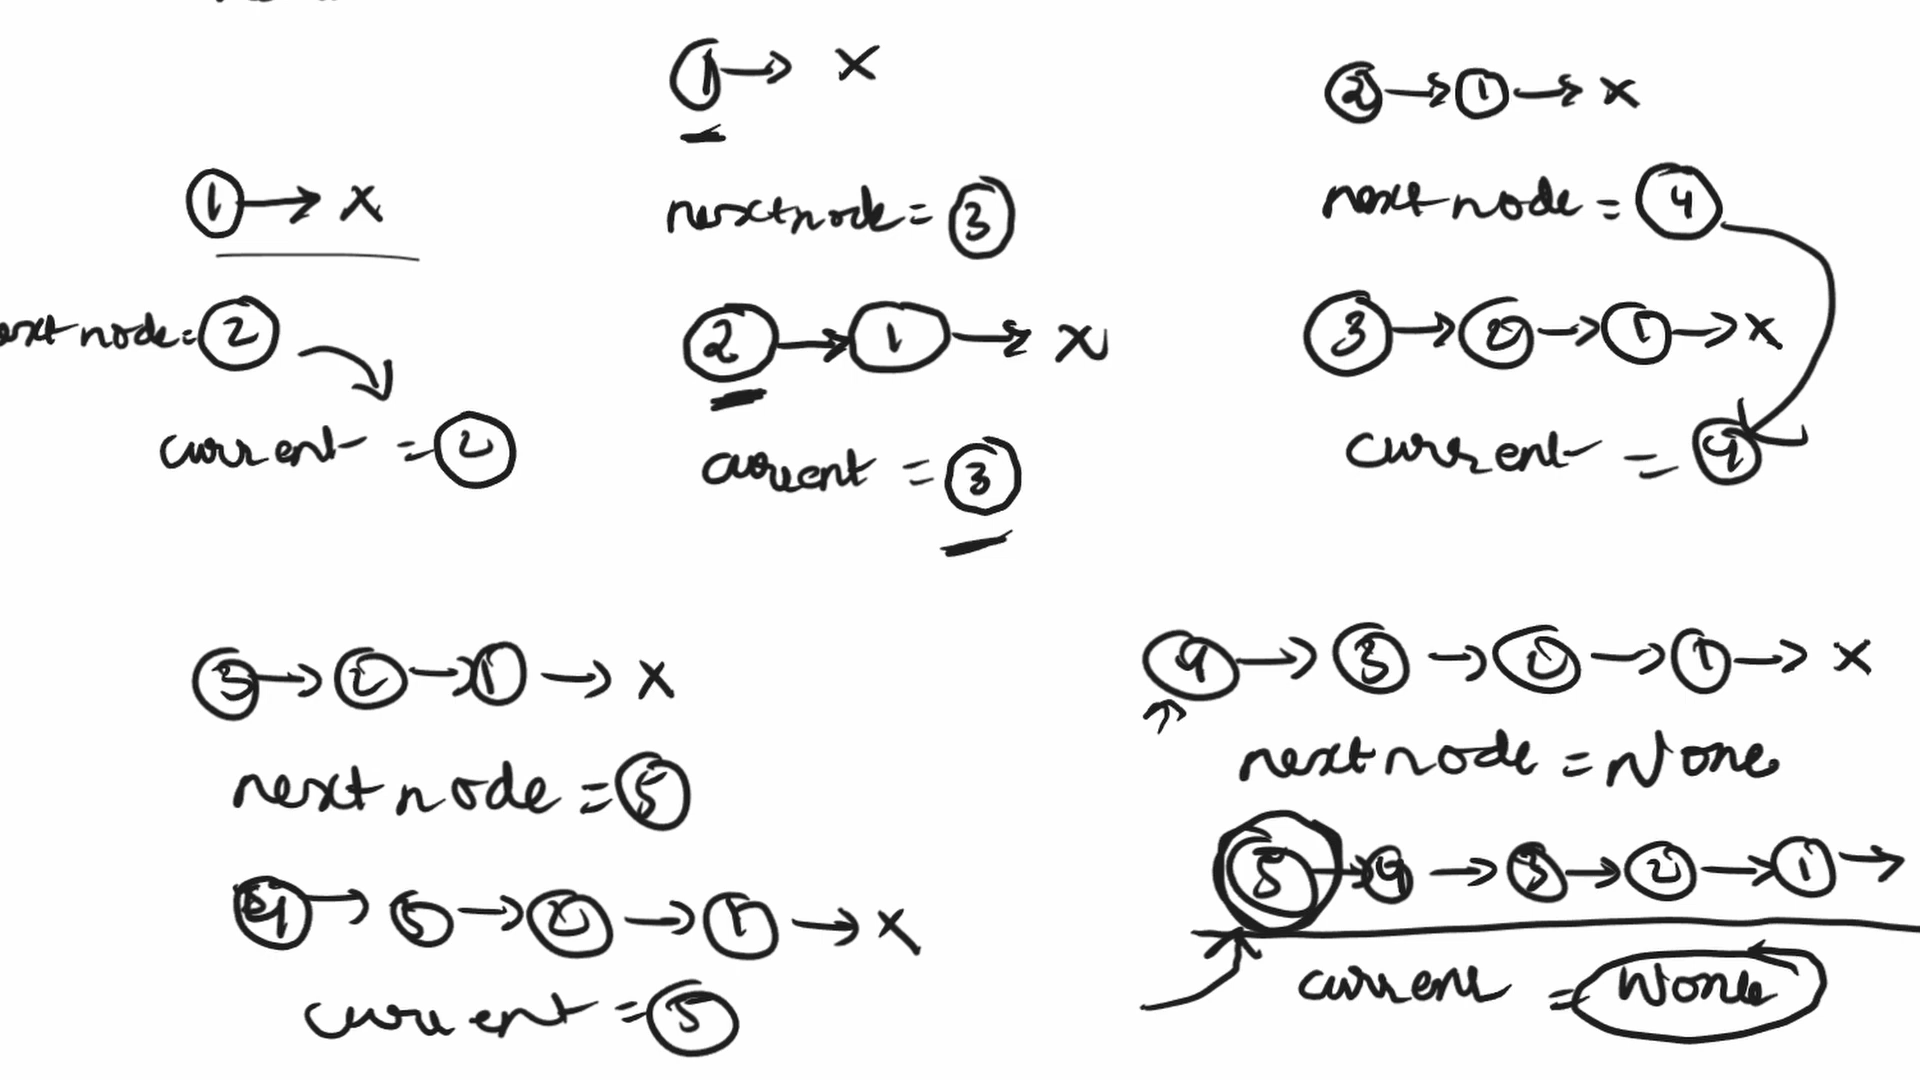 1 → X
next node = 2
current = 2
1 → X
next node = 3
2 → 1 → X
current = 3
2 → 1 → X
next node = 4
3 → 2 → 1 → X
current = 4
3 → 2 → 1 → X
next node = 5
4 → 5 → 2 → 1 → X
current = 5
4 → 3 → 2 → 1 → X
next node = None
5 → 4 → 3 → 2 → 1 →
current = None